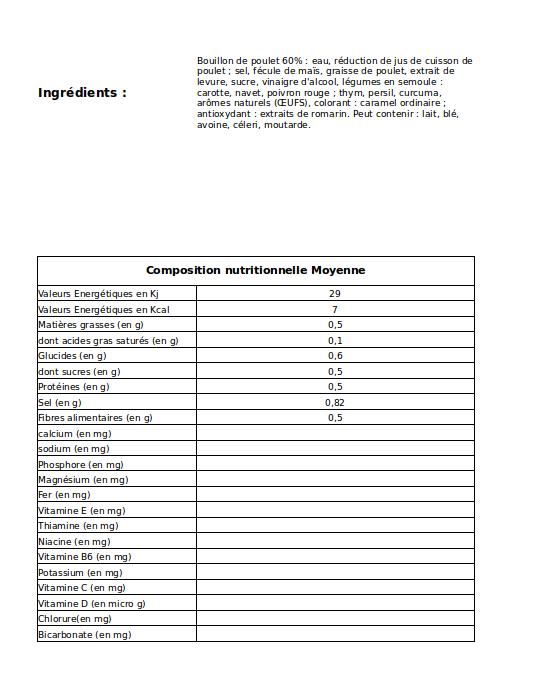 Bouillon de poulet 60% : eau, réduction de jus de cuisson de
poulet ; sel, fécule de maïs, graisse de poulet, extrait de
levure, sucre, vinaigre d'alcool, légumes en semoule :
Ingrédients :
carotte, navet, poivron rouge ; thym, persil, curcuma,
arômes naturels (ŒUFS), colorant : caramel ordinaire ;
antioxydant : extraits de romarin. Peut contenir : lait, blé,
avoine, céleri, moutarde.
Composition nutritionnelle Moyenne
Valeurs Energétiques en Kj 29
Valeurs Energétiques en Kcal 7
Matières grasses (en g) 0,5
dont acides gras saturés (en g) 0,1
Glucides (en g) 0,6
dont sucres (en g) 0,5
Protéines (en g) 0,5
Sel (en g) 0,82
Fibres alimentaires (en g) 0,5
calcium (en mg)
sodium (en mg)
Phosphore (en mg)
Magnésium (en mg)
Fer (en mg)
Vitamine E (en mg)
Thiamine (en mg)
Niacine (en mg)
Vitamine B6 (en mg)
Potassium (en mg)
Vitamine C (en mg)
Vitamine D (en micro g)
Chlorure(en mg)
Bicarbonate (en mg)